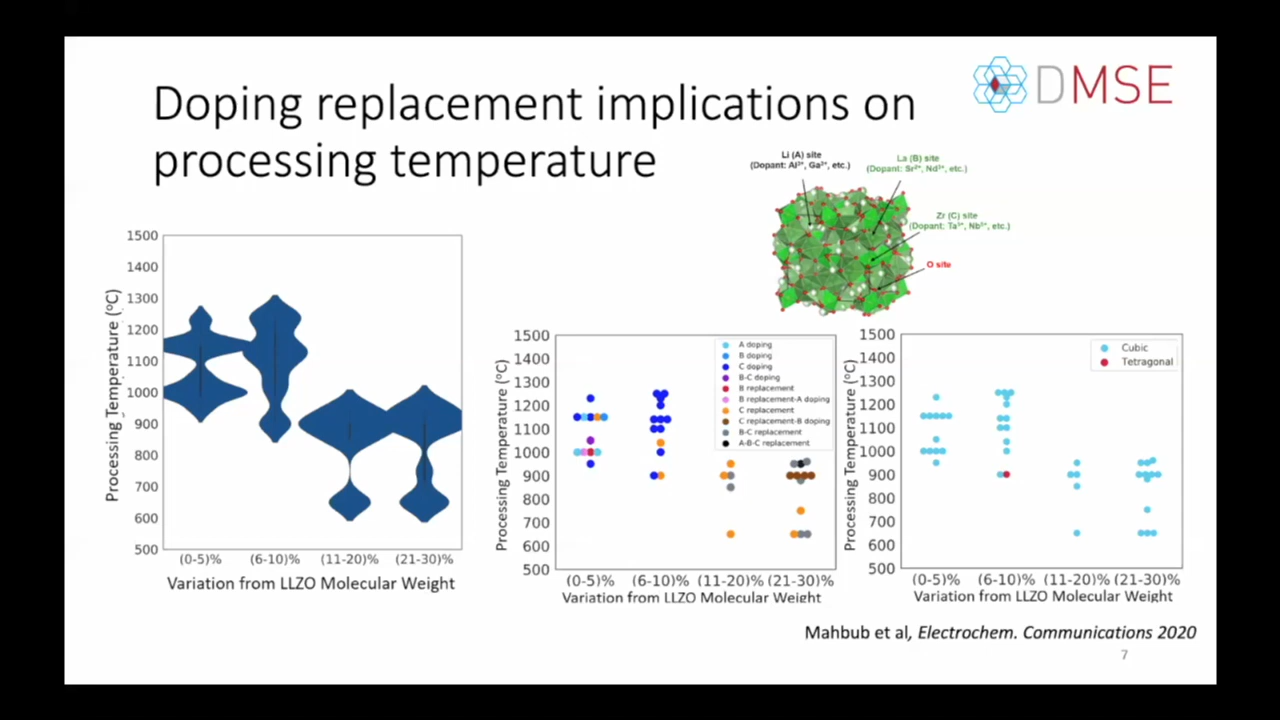 Doping replacement implications on
processing temperature
DMSE
Li (A) site
(Dopant: Al³⁺, Ga³⁺, etc.)
La (B) site
(Dopant: Sr²⁺, Nd³⁺, etc.)
Zr (C) site
(Dopant: Ta⁵⁺, Nb⁵⁺, etc.)
O site
Processing Temperature (°C)
1500
1400
1300
1200
1100
1000
900
800
700
600
500
(0-5)% (6-10)% (11-20)% (21-30)%
Variation from LLZO Molecular Weight
Processing Temperature (°C)
1500
1400
1300
1200
1100
1000
900
800
700
600
500
A doping
B doping
C doping
B-C doping
B replacement
B replacement-A doping
C replacement
C replacement-B doping
B-C replacement
A-B-C replacement
(0-5)% (6-10)% (11-20)% (21-30)%
Variation from LLZO Molecular Weight
Processing Temperature (°C)
1500
1400
1300
1200
1100
1000
900
800
700
600
500
Cubic
Tetragonal
(0-5)% (6-10)% (11-20)% (21-30)%
Variation from LLZO Molecular Weight
Mahbub et al, Electrochem. Communications 2020
7